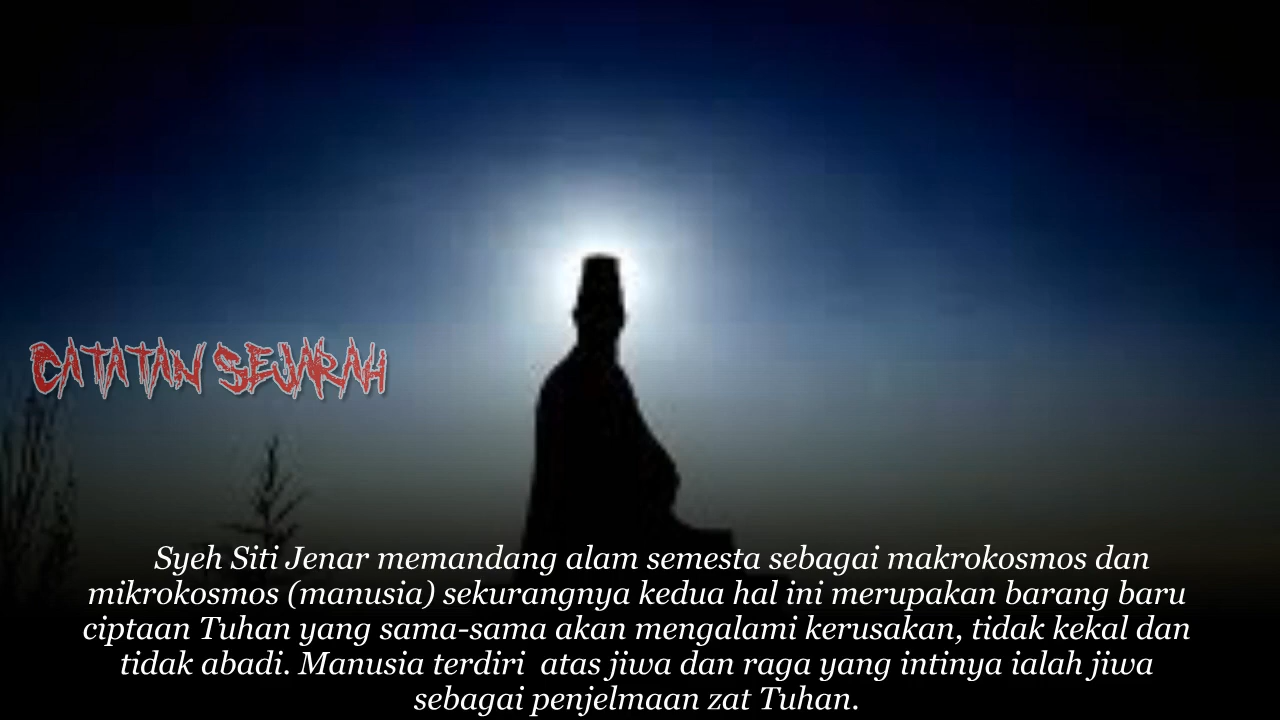 CATATAN SEJARAH
Syeh Siti Jenar memandang alam semesta sebagai makrokosmos dan
mikrokosmos (manusia) sekurangnya kedua hal ini merupakan barang baru
ciptaan Tuhan yang sama-sama akan mengalami kerusakan, tidak kekal dan
tidak abadi. Manusia terdiri  atas jiwa dan raga yang intinya ialah jiwa
sebagai penjelmaan zat Tuhan.